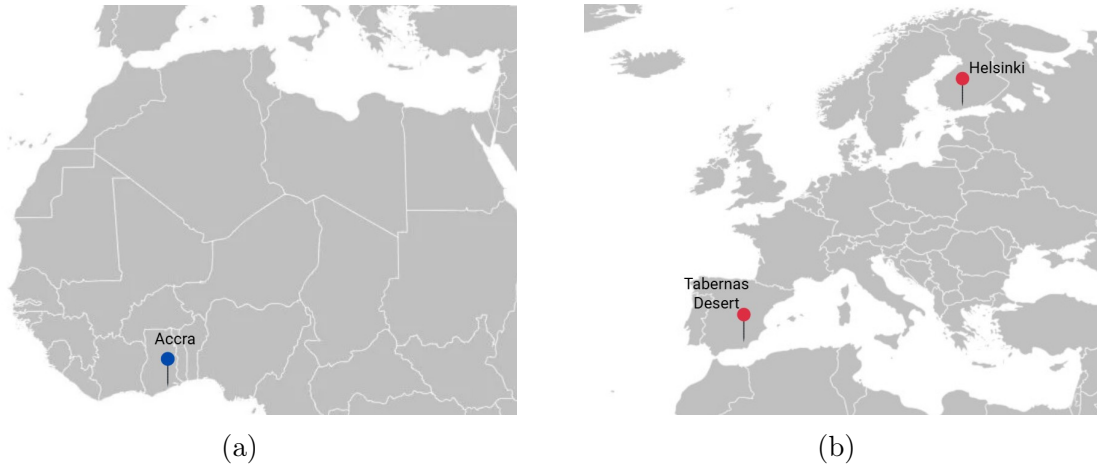 Accra
(a)
Helsinki
Tabernas
Desert
(b)